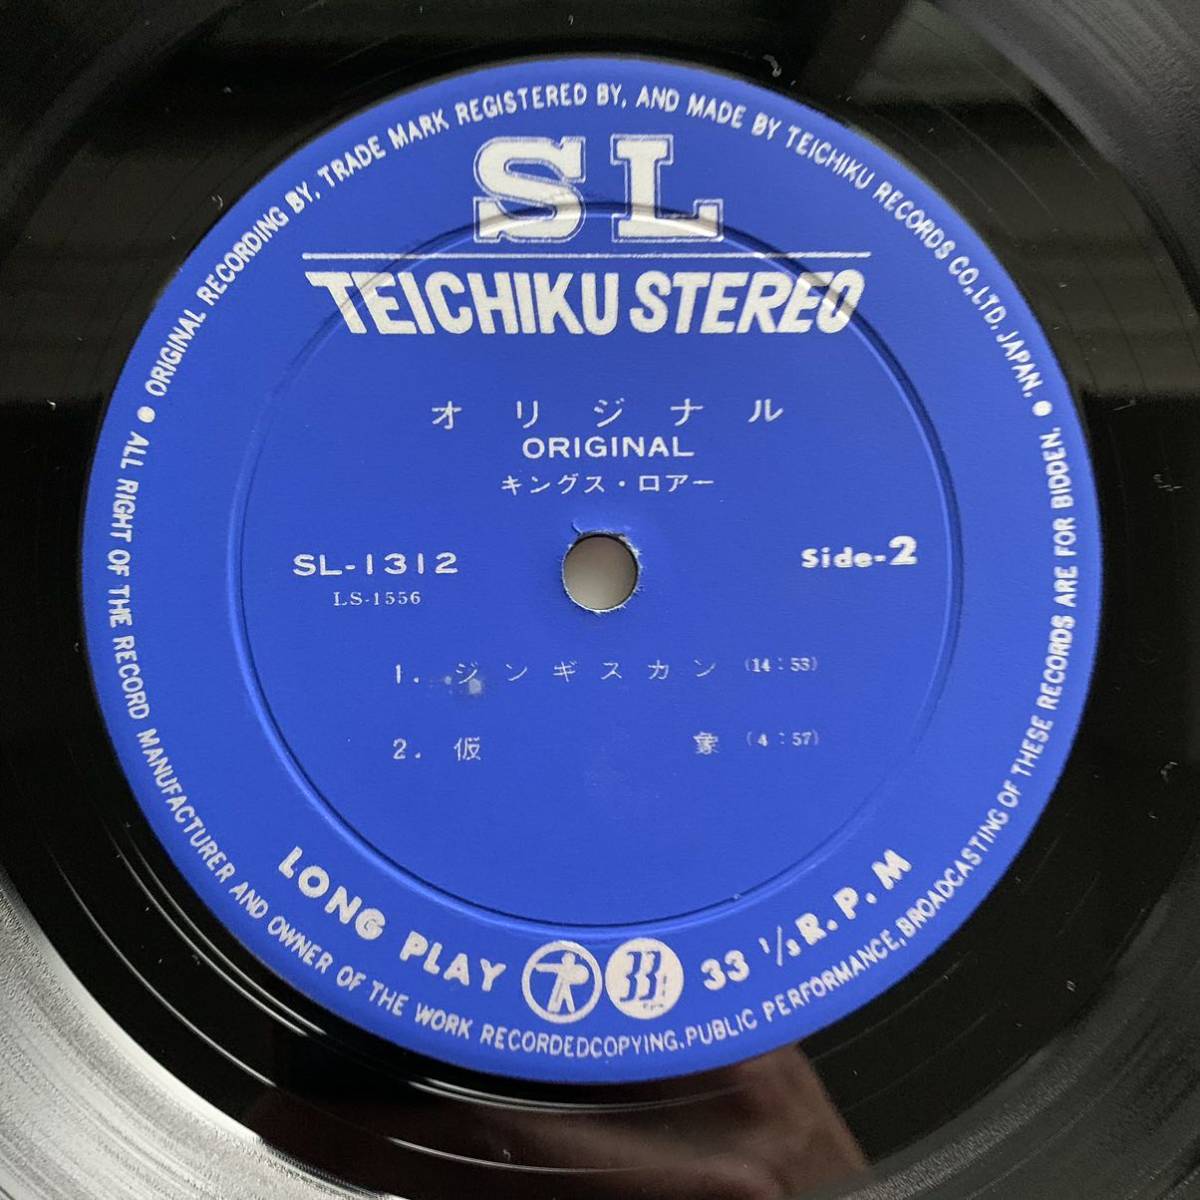 ORIGINAL RECORDING BY, TRADE MARK REGISTERED BY, AND MADE BY TEICHIKU RECORDS CO.,LTD. JAPAN. ●
SL
TEICHIKU STEREO
オリジナル
ORIGINAL
キングス・ロアー
SL-1312
LS-1556
Side-2
1. ジンギスカン (14:53)
2. 仮象 (4:57)
LONG PLAY
33 1/3 R.P.M
● ALL RIGHT OF THE RECORD MANUFACTURER AND OWNER OF THE WORK RECORDEDCOPYING. PUBLIC PERFORMANCE, BROADCASTING OF THESE RECORDS ARE FOR BIDDEN.